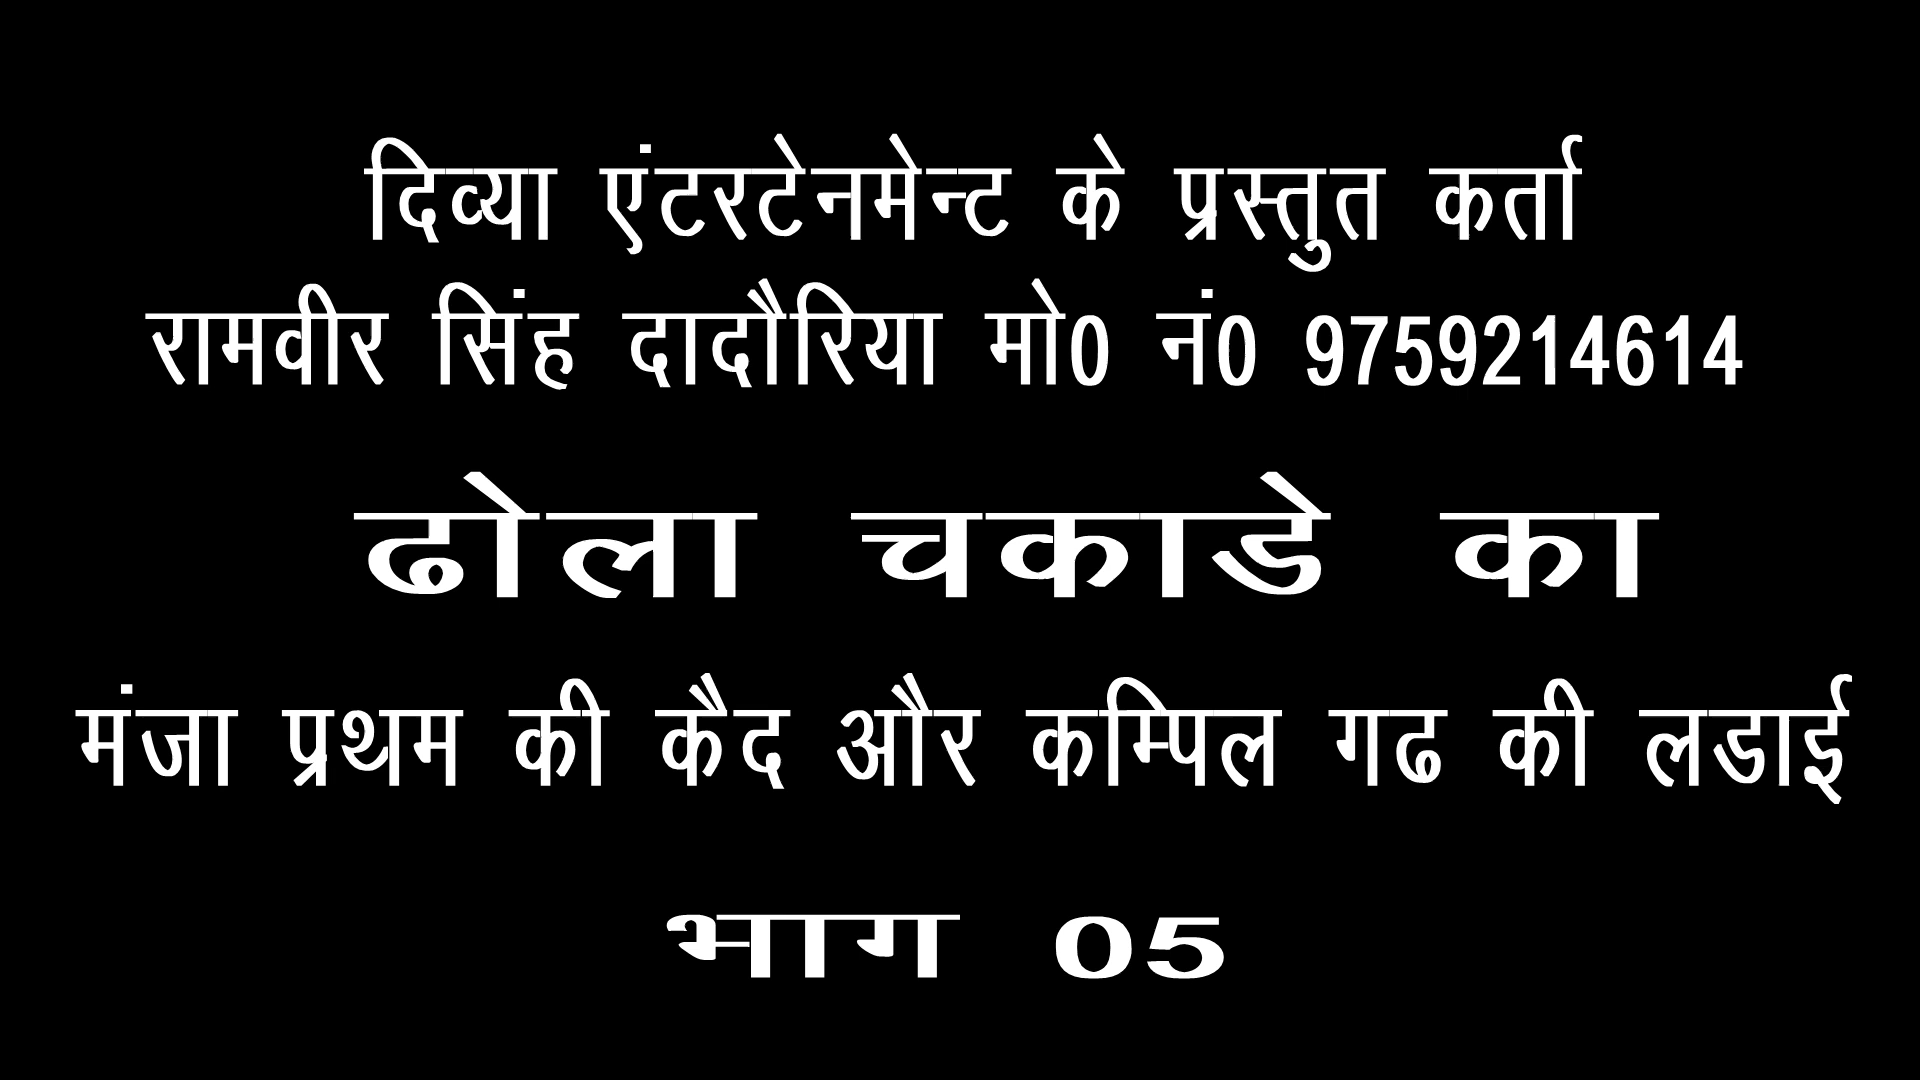 दिव्या एंटरटेनमेन्ट के प्रस्तुत कर्ता
रामवीर सिंह दादौरिया मो0 नं0 9759214614
ढोला चकाडे का
मंजा प्रथम की कैद और कम्पिल गढ की लडाई
भाग 05